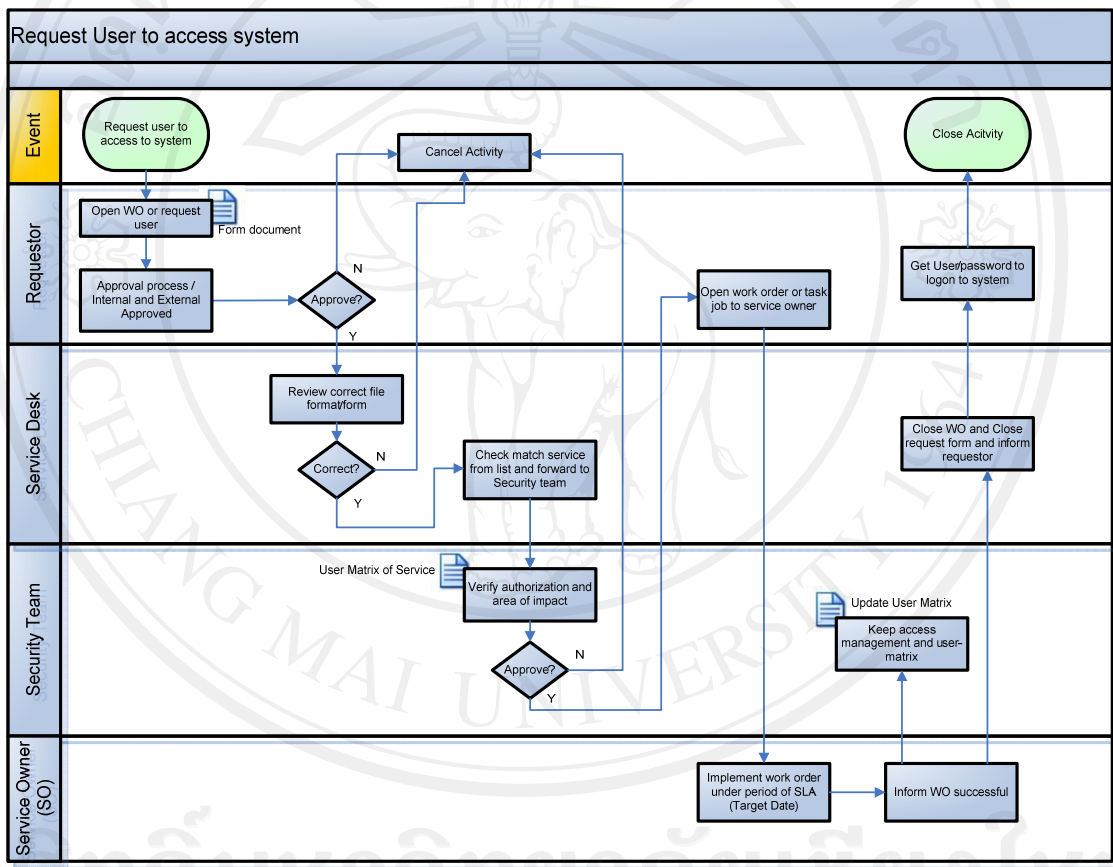 Request User to access system
Event
Request user to
access to system
Cancel Activity
Close Acitvity
Requestor
Open WO or request
user
Form document
Approval process /
Internal and External
Approved
Approve?
N
Y
Open work order or task
job to service owner
Get User/password to
logon to system
Service Desk
Review correct file
format/form
Correct?
N
Y
Check match service
from list and forward to
Security team
Close WO and Close
request form and inform
requestor
Security Team
User Matrix of Service
Verify authorization and
area of impact
Approve?
N
Y
Update User Matrix
Keep access
management and user-
matrix
Service Owner
(SO)
Implement work order
under period of SLA
(Target Date)
Inform WO successful
CHIANG MAI UNIVERSITY 1964